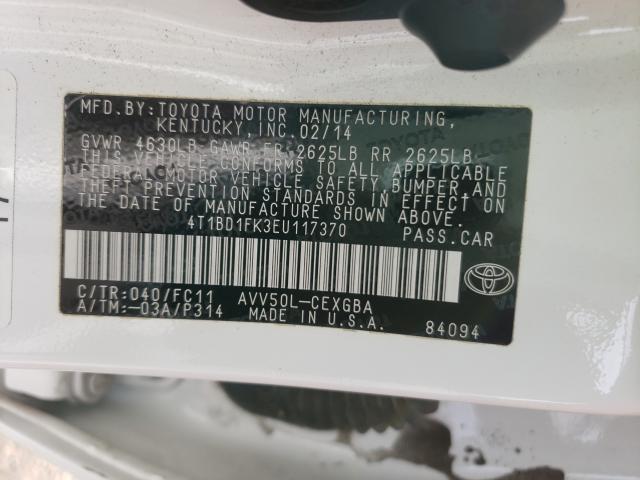 MFD.BY:TOYOTA MOTOR MANUFACTURING,
KENTUCKY,INC.02/14
GVWR 4630LB GAWR FR 2625LB RR 2625LB
THIS VEHICLE CONFORMS TO ALL APPLICABLE
FEDERAL MOTOR VEHICLE SAFETY BUMPER AND
THEFT PREVENTION STANDARDS IN EFFECT ON
THE DATE OF MANUFACTURE SHOWN ABOVE.
4T1BD1FK3EU117370 PASS.CAR
C/TR:040/FC11 AVV50L-CEXGBA
A/TM:-03A/P314 MADE IN U.S.A. 84094